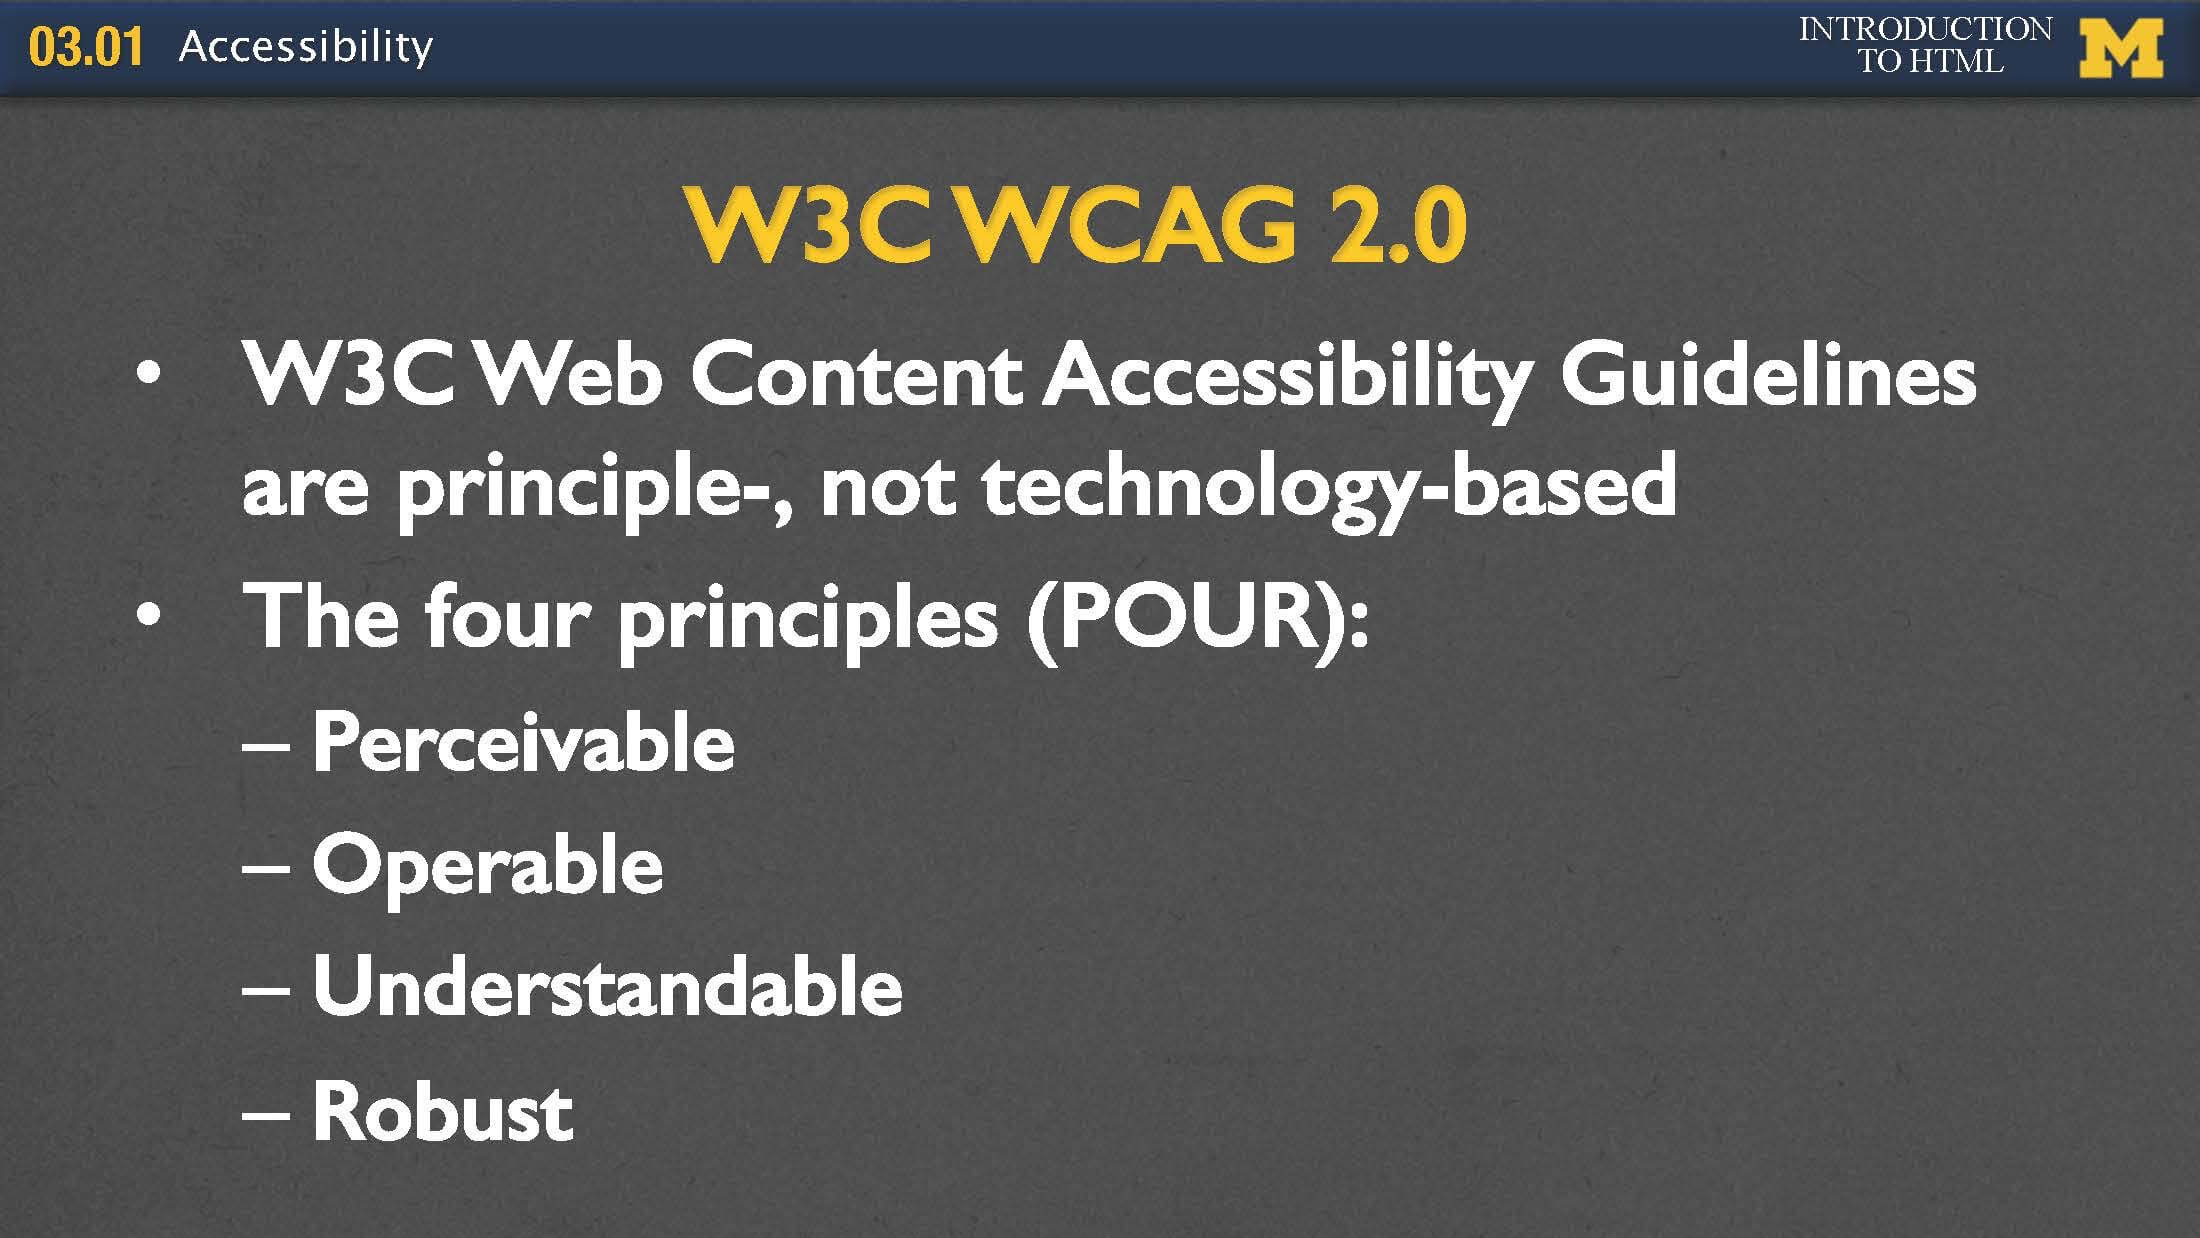 03.01 Accessibility
INTRODUCTION
TO HTML
M
W3C WCAG 2.0
• W3C Web Content Accessibility Guidelines
are principle-, not technology-based
• The four principles (POUR):
– Perceivable
– Operable
– Understandable
– Robust